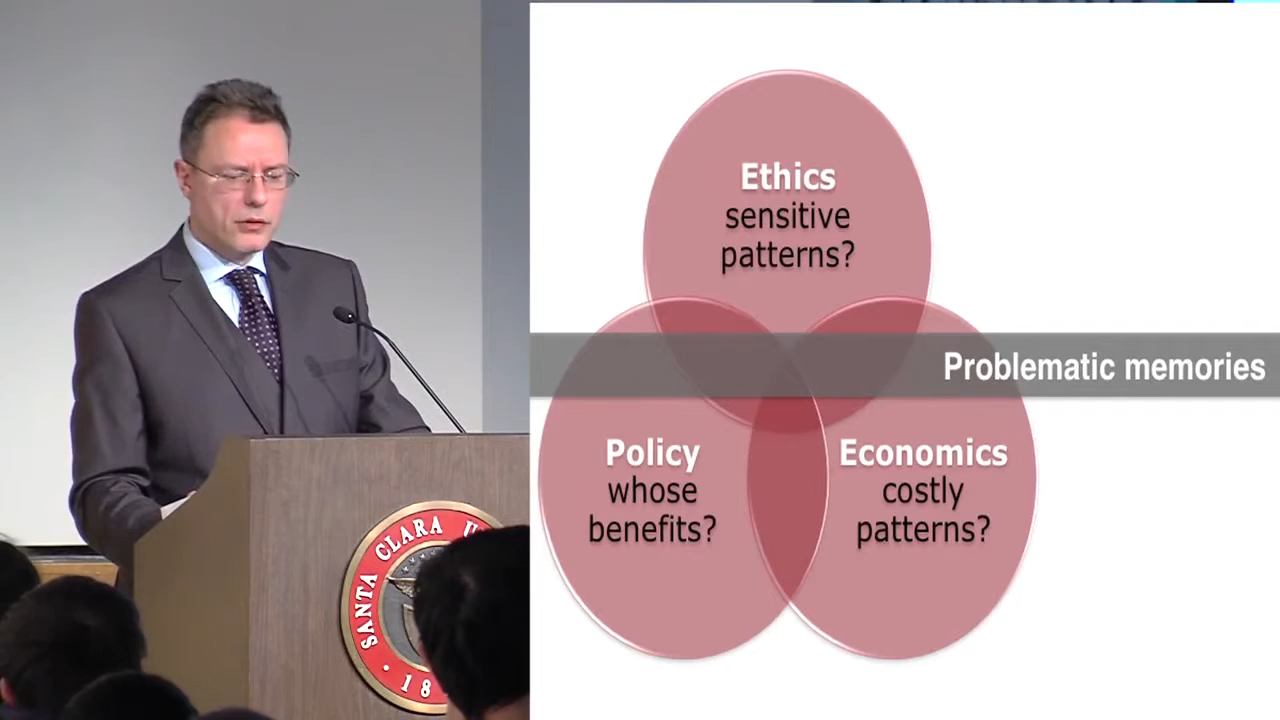 Ethics
sensitive
patterns?
Problematic memories
Policy
whose
benefits?
Economics
costly
patterns?
SANTA CLARA U
18